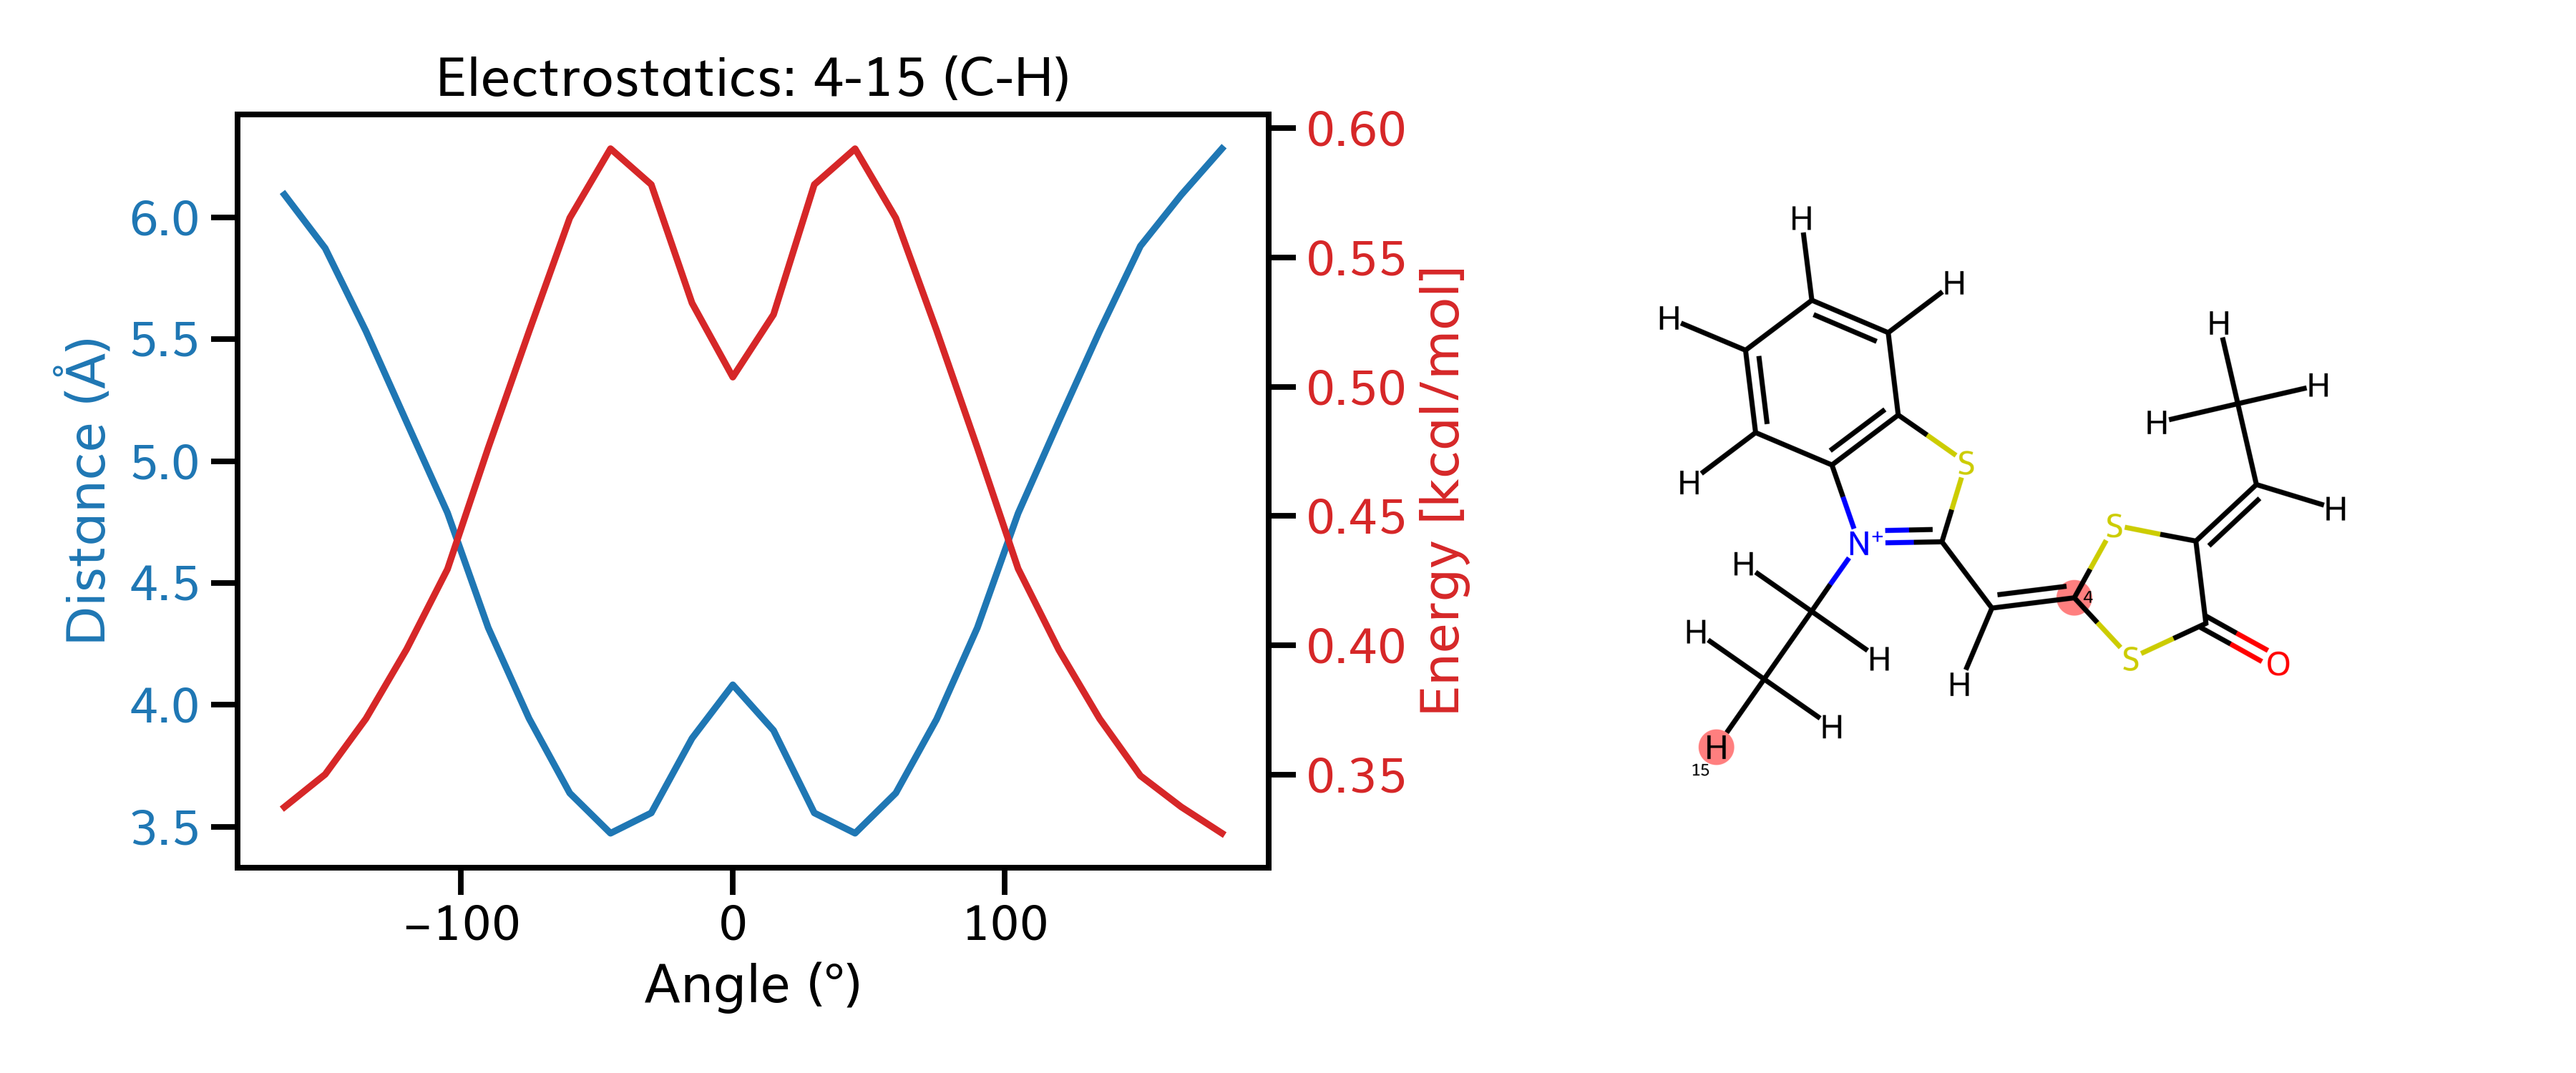 Electrostatics: 4-15 (C-H)
Distance (Å)
6.0
5.5
5.0
4.5
4.0
3.5
0.60
0.55
0.50
0.45
0.40
0.35
Energy [kcal/mol]
−100 0 100
Angle (°)
H
H
H
H
H
H
H
S
H
S
H
N+
H
4
H
H
S
O
H
H
H
15